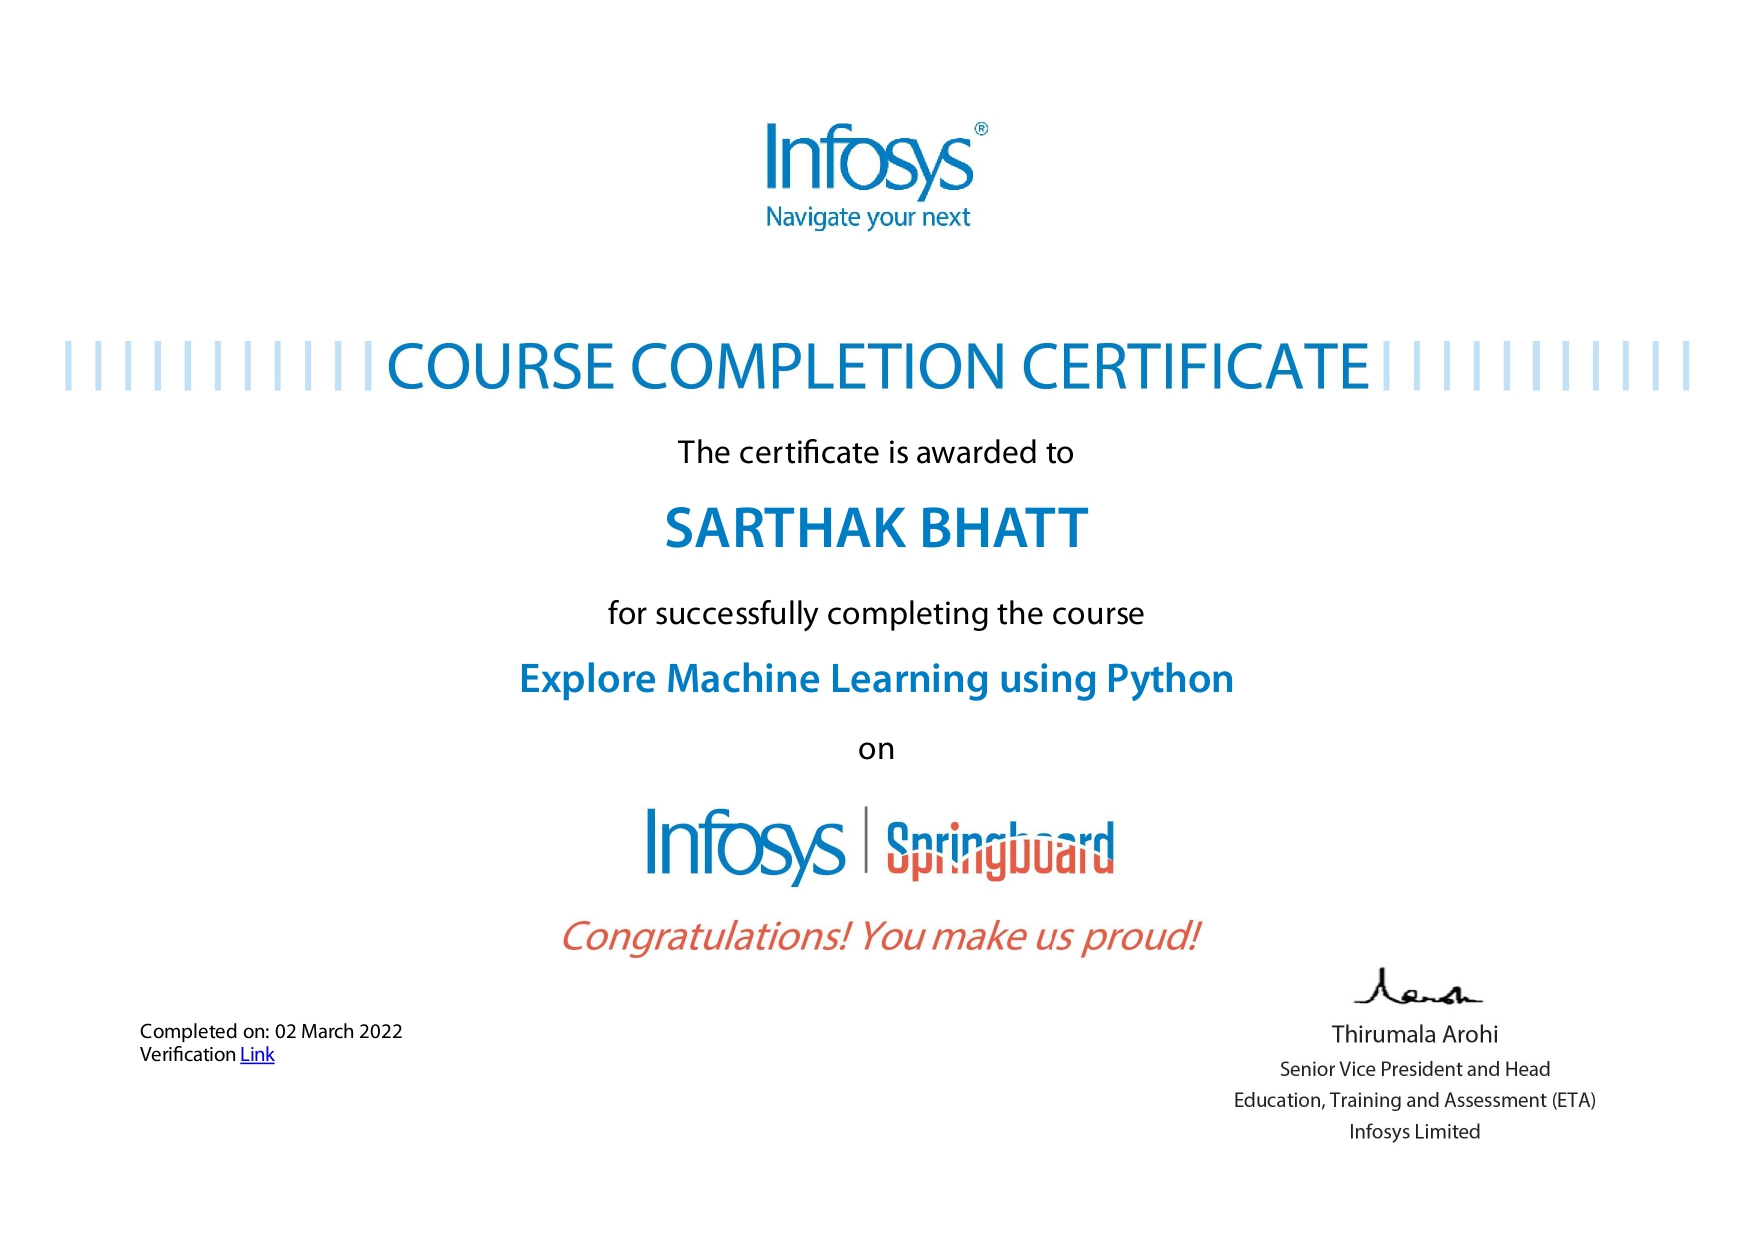 Infosys®
Navigate your next
COURSE COMPLETION CERTIFICATE
The certificate is awarded to
SARTHAK BHATT
for successfully completing the course
Explore Machine Learning using Python
on
Infosys | Springboard
Congratulations! You make us proud!
Completed on: 02 March 2022
Verification Link
Thirumala Arohi
Senior Vice President and Head
Education, Training and Assessment (ETA)
Infosys Limited